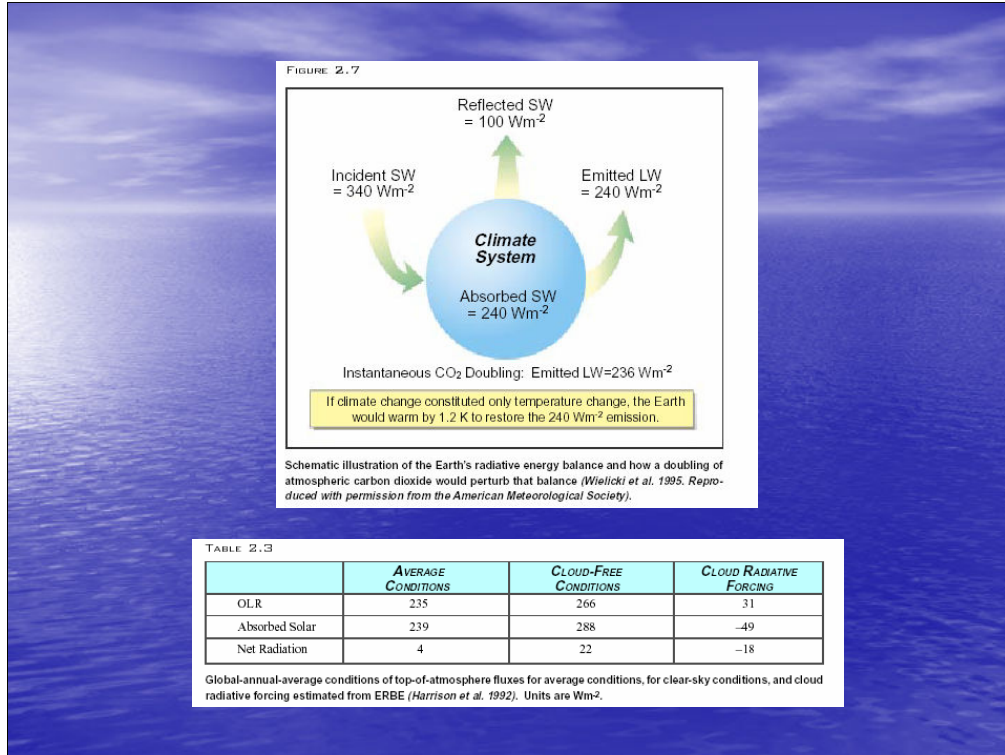 FIGURE 2.7
Reflected SW
= 100 Wm-2
Incident SW
= 340 Wm-2
Emitted LW
= 240 Wm-2
Climate
System
Absorbed SW
= 240 Wm-2
Instantaneous CO2 Doubling: Emitted LW=236 Wm-2
If climate change constituted only temperature change, the Earth
would warm by 1.2 K to restore the 240 Wm-2 emission.
Schematic illustration of the Earth's radiative energy balance and how a doubling of
atmospheric carbon dioxide would perturb that balance (Wielicki et al. 1995. Repro-
duced with permission from the American Meteorological Society).
TABLE 2.3
AVERAGE CONDITIONS CLOUD-FREE CONDITIONS CLOUD RADIATIVE FORCING
OLR 235 266 31
Absorbed Solar 239 288 –49
Net Radiation 4 22 –18
Global-annual-average conditions of top-of-atmosphere fluxes for average conditions, for clear-sky conditions, and cloud
radiative forcing estimated from ERBE (Harrison et al. 1992). Units are Wm-2.